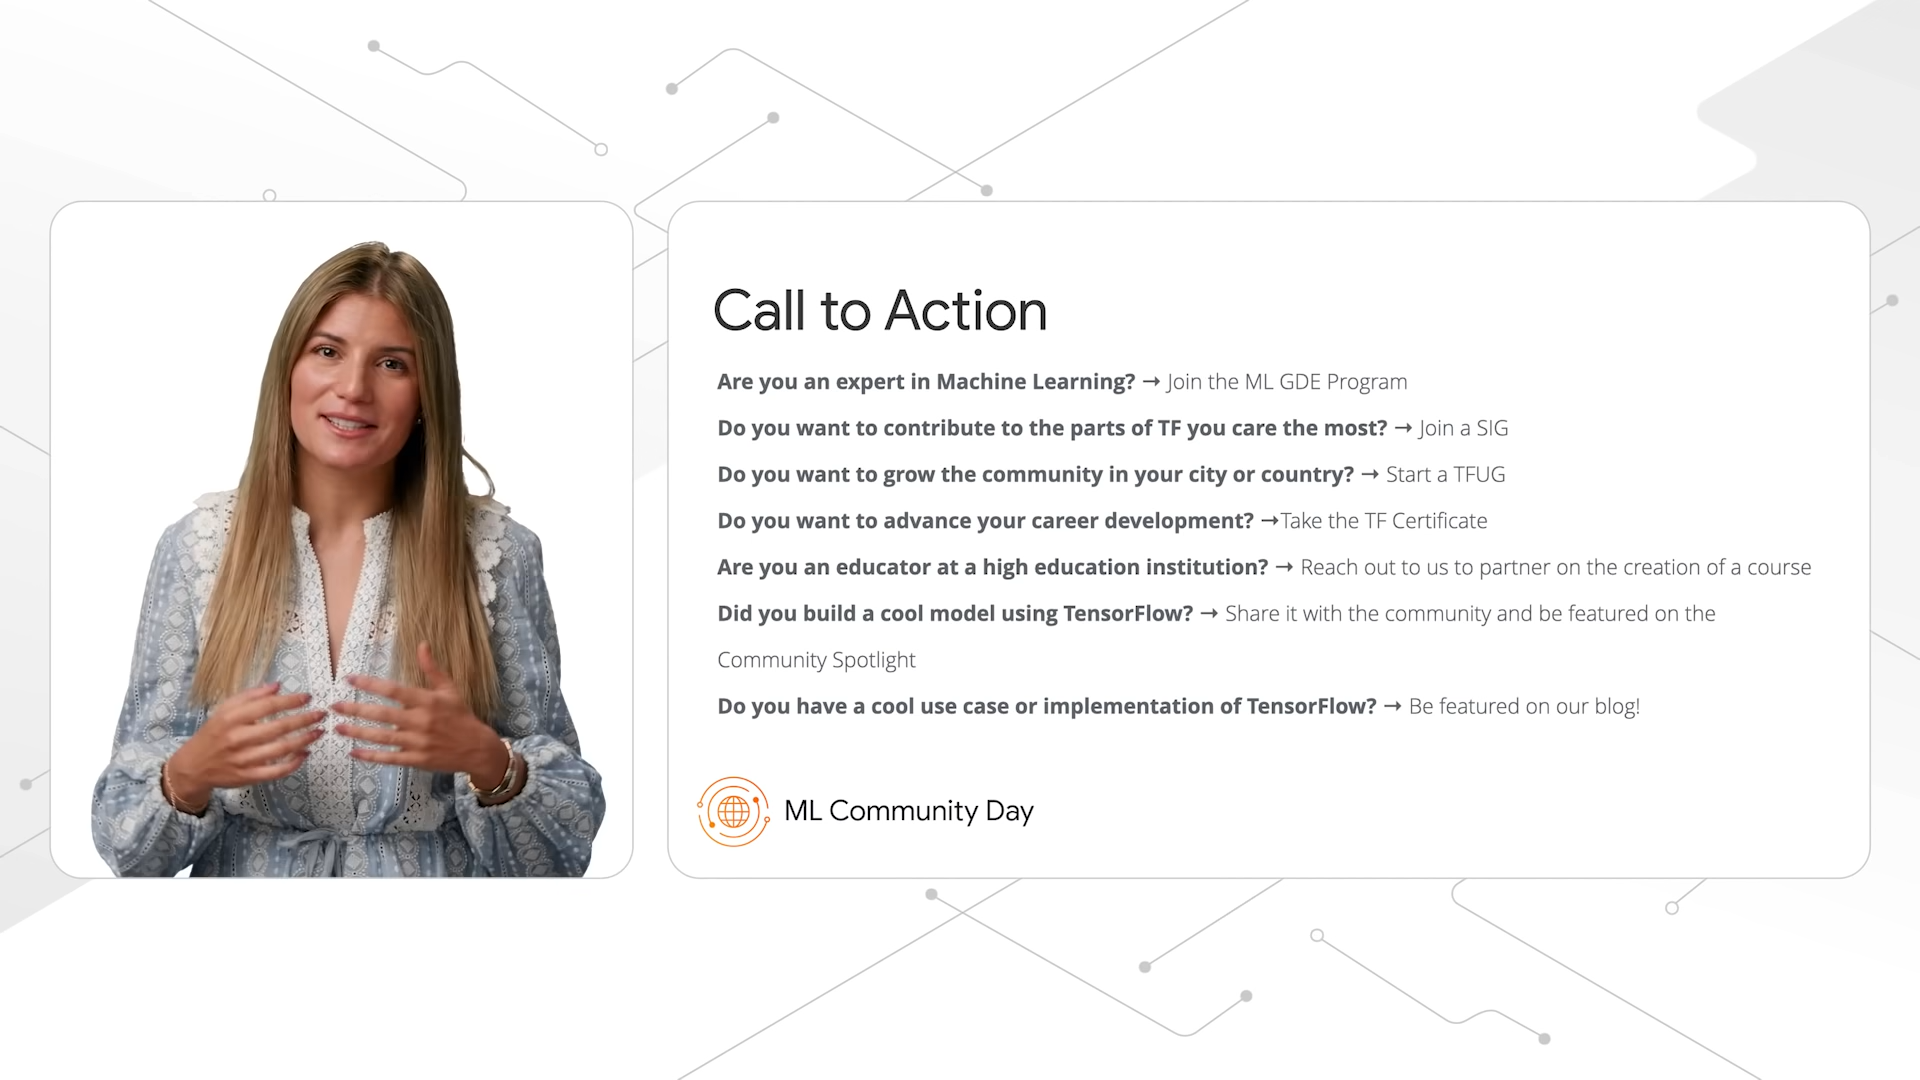 Call to Action
Are you an expert in Machine Learning? → Join the ML GDE Program
Do you want to contribute to the parts of TF you care the most? → Join a SIG
Do you want to grow the community in your city or country? → Start a TFUG
Do you want to advance your career development? →Take the TF Certificate
Are you an educator at a high education institution? → Reach out to us to partner on the creation of a course
Did you build a cool model using TensorFlow? → Share it with the community and be featured on the
Community Spotlight
Do you have a cool use case or implementation of TensorFlow? → Be featured on our blog!
ML Community Day